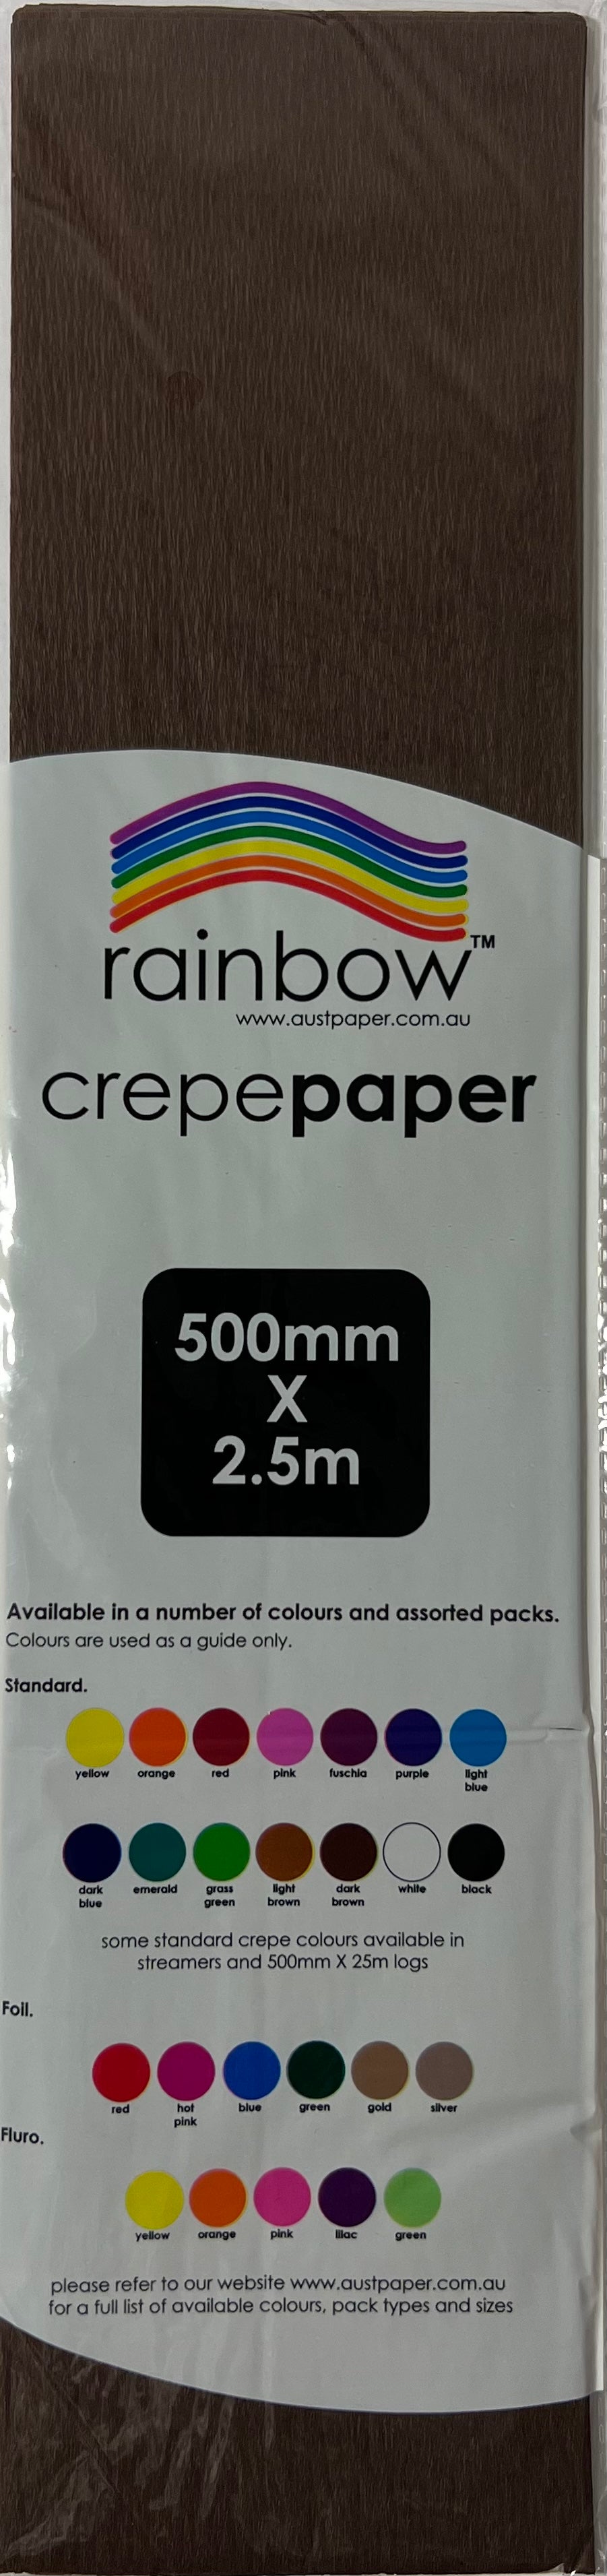 rainbow™
www.austpaper.com.au
crepepaper
500mm
X
2.5m
Available in a number of colours and assorted packs.
Colours are used as a guide only.
Standard.
yellow orange red pink fuschia purple light blue
dark blue emerald grass green light brown dark brown white black
some standard crepe colours available in
streamers and 500mm X 25m logs
Foil.
red hot pink blue green gold silver
Fluro.
yellow orange pink lilac green
please refer to our website www.austpaper.com.au
for a full list of available colours, pack types and sizes